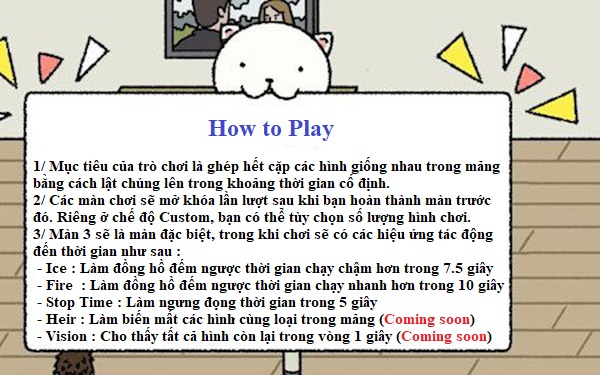 How to Play
1/ Mục tiêu của trò chơi là ghép hết cặp các hình giống nhau trong mảng
bằng cách lật chúng lên trong khoảng thời gian cố định.
2/ Các màn chơi sẽ mở khóa lần lượt sau khi bạn hoàn thành màn trước
đó. Riêng ở chế độ Custom, bạn có thể tùy chọn số lượng hình chơi.
3/ Màn 3 sẽ là màn đặc biệt, trong khi chơi sẽ có các hiệu ứng tác động
đến thời gian như sau :
- Ice : Làm đồng hồ đếm ngược thời gian chạy chậm hơn trong 7.5 giây
- Fire : Làm đồng hồ đếm ngược thời gian chạy nhanh hơn trong 10 giây
- Stop Time : Làm ngưng đọng thời gian trong 5 giây
- Heir : Làm biến mất các hình cùng loại trong mảng (Coming soon)
- Vision : Cho thấy tất cả hình còn lại trong vòng 1 giây (Coming soon)